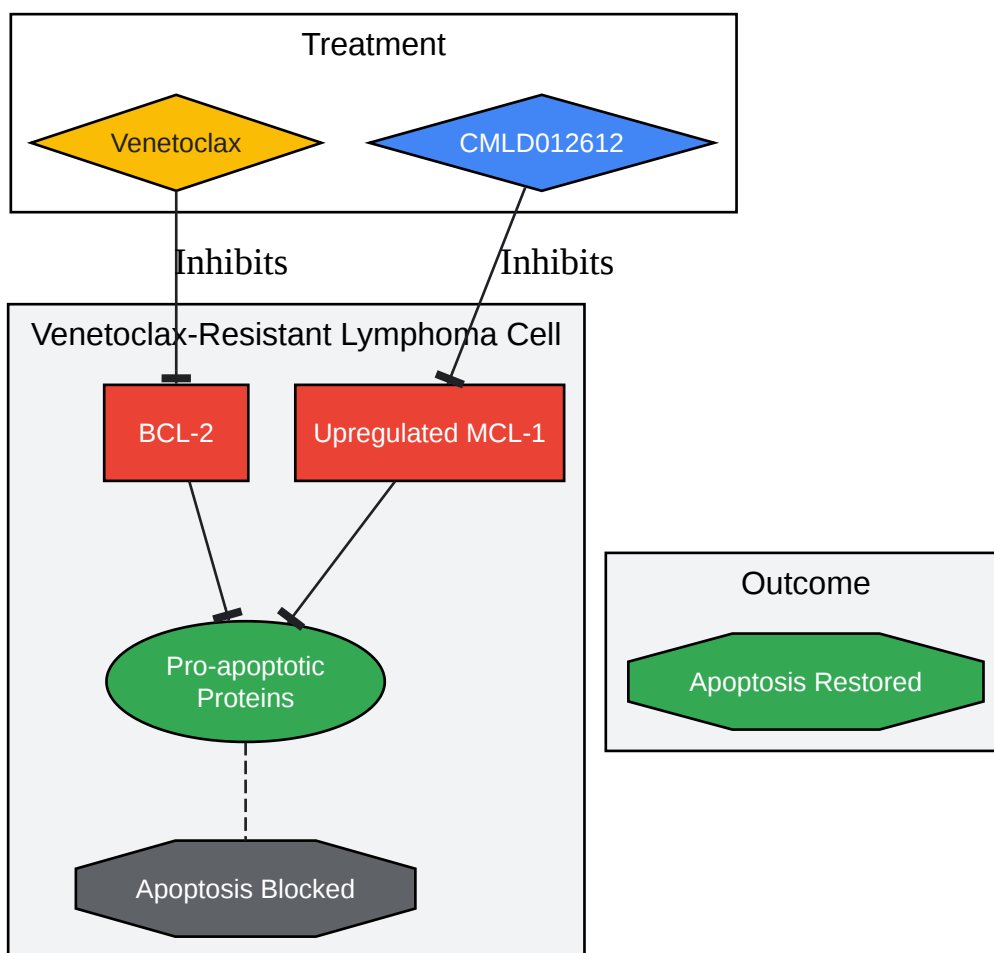 Treatment
Venetoclax
CMLD012612
Inhibits
Inhibits
Venetoclax-Resistant Lymphoma Cell
BCL-2
Upregulated MCL-1
Pro-apoptotic
Proteins
Apoptosis Blocked
Outcome
Apoptosis Restored